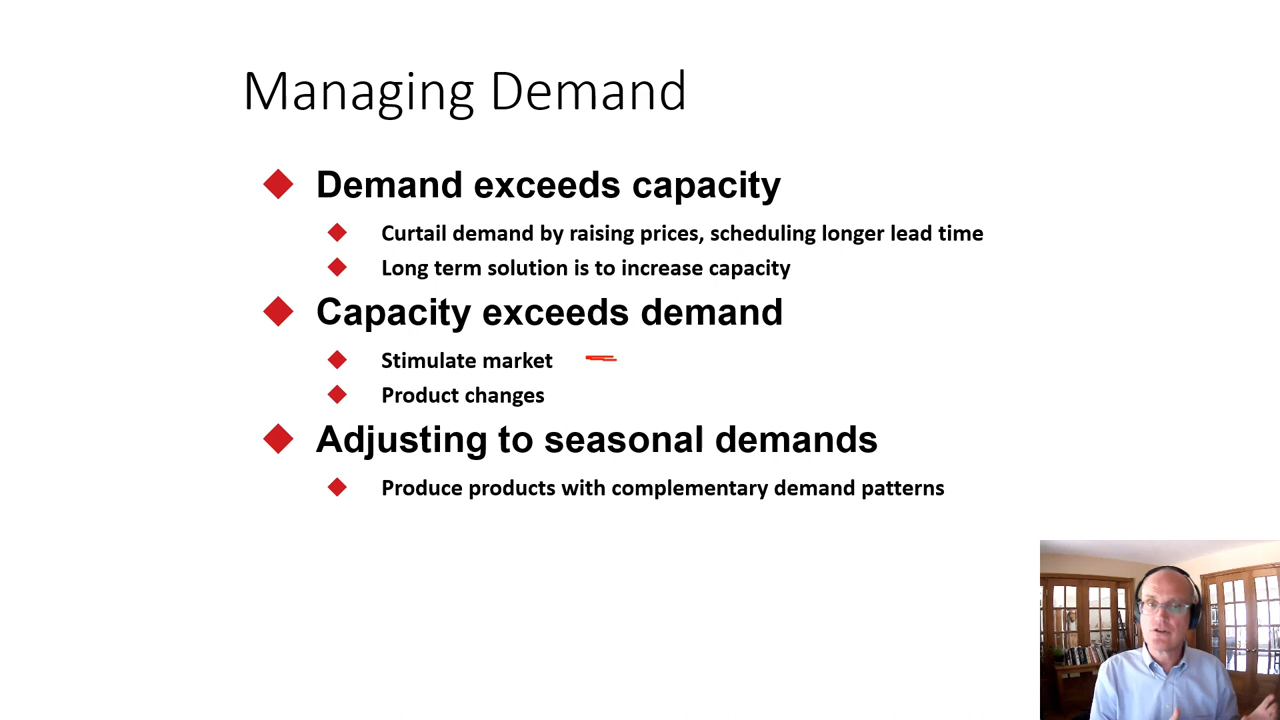 Managing Demand
Demand exceeds capacity
Curtail demand by raising prices, scheduling longer lead time
Long term solution is to increase capacity
Capacity exceeds demand
Stimulate market
Product changes
Adjusting to seasonal demands
Produce products with complementary demand patterns